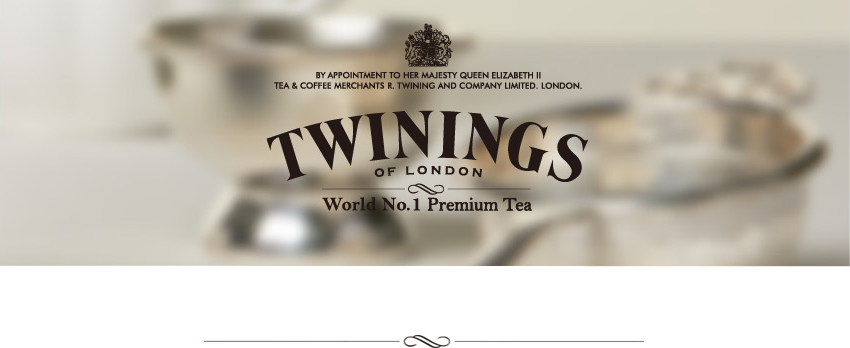 BY APPOINTMENT TO HER MAJESTY QUEEN ELIZABETH II
TEA & COFFEE MERCHANTS R. TWINING AND COMPANY LIMITED. LONDON.
TWININGS
OF LONDON
World No.1 Premium Tea